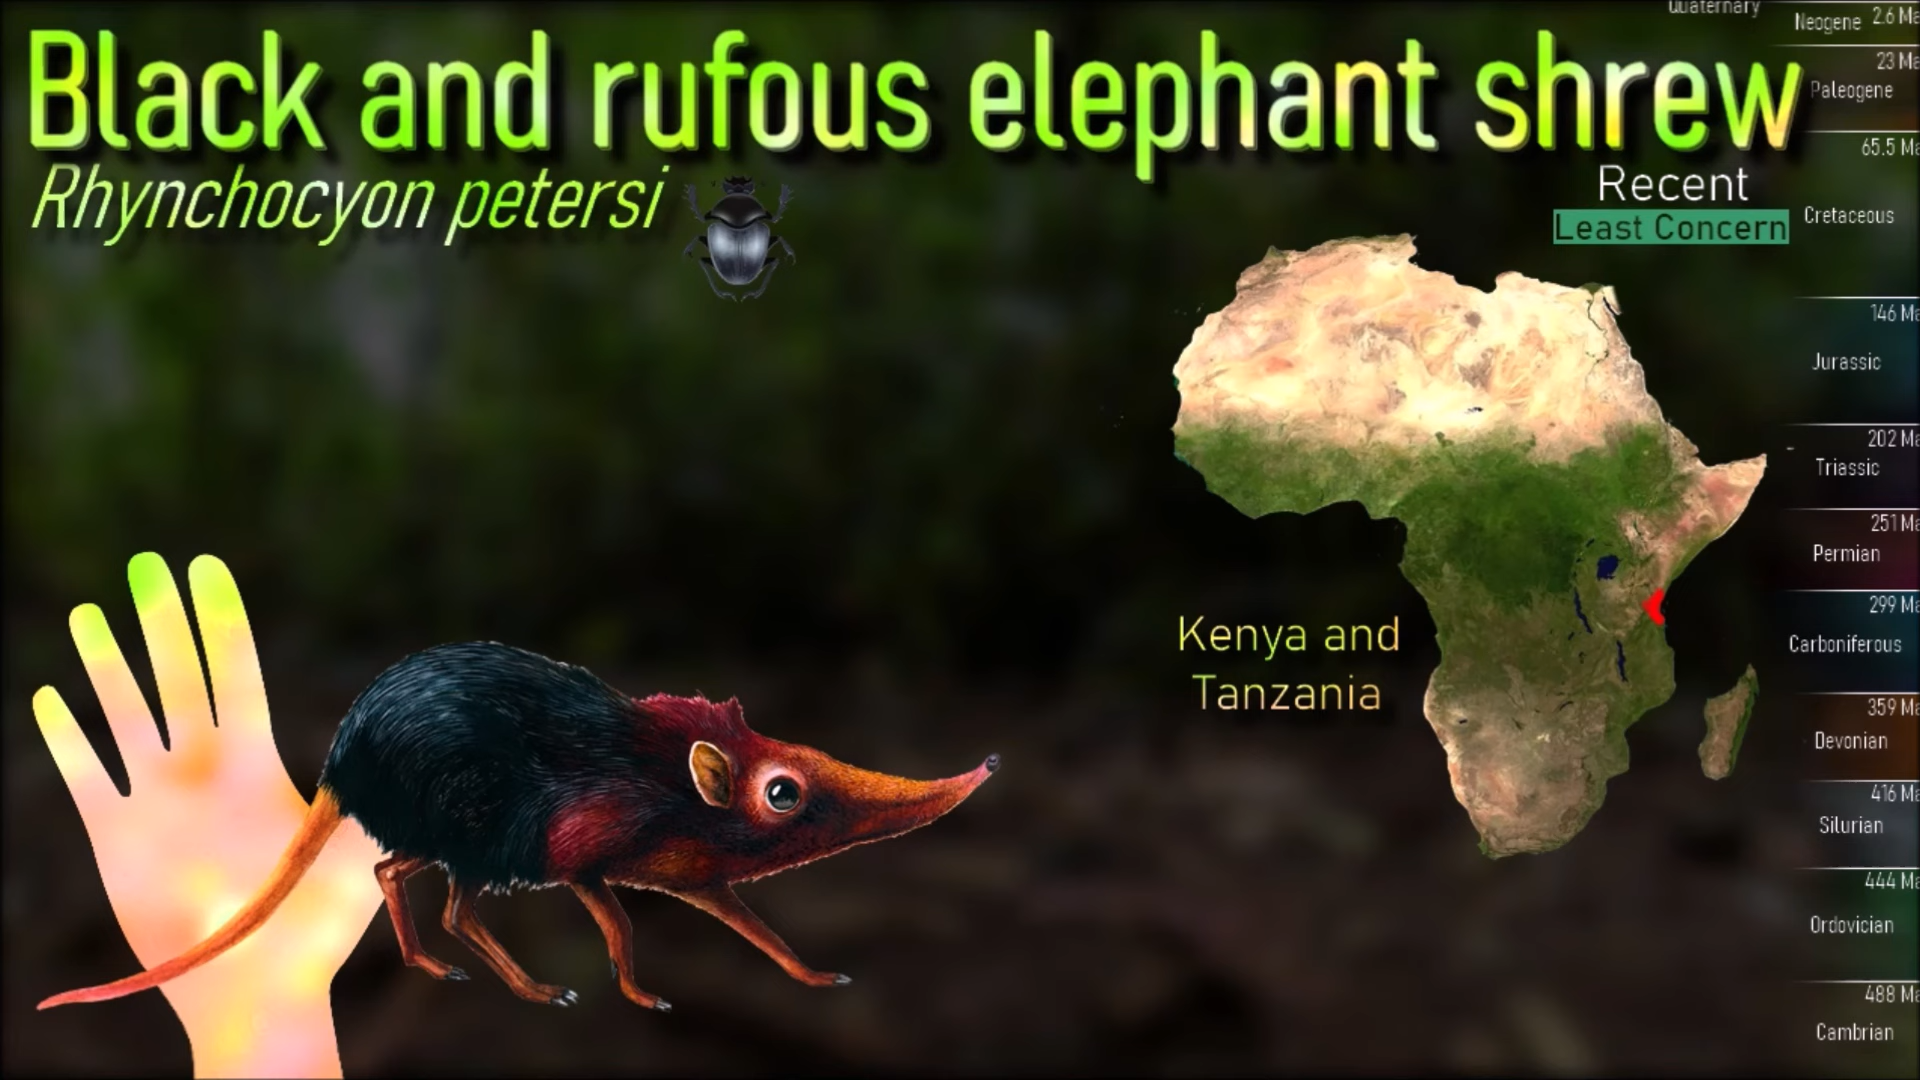 Black and rufous elephant shrew
Rhynchocyon petersi
Recent
Least Concern
Kenya and
Tanzania
Quaternary
2.6 Ma
Neogene
23 Ma
Paleogene
65.5 Ma
Cretaceous
146 Ma
Jurassic
202 Ma
Triassic
251 Ma
Permian
299 Ma
Carboniferous
359 Ma
Devonian
416 Ma
Silurian
444 Ma
Ordovician
488 Ma
Cambrian